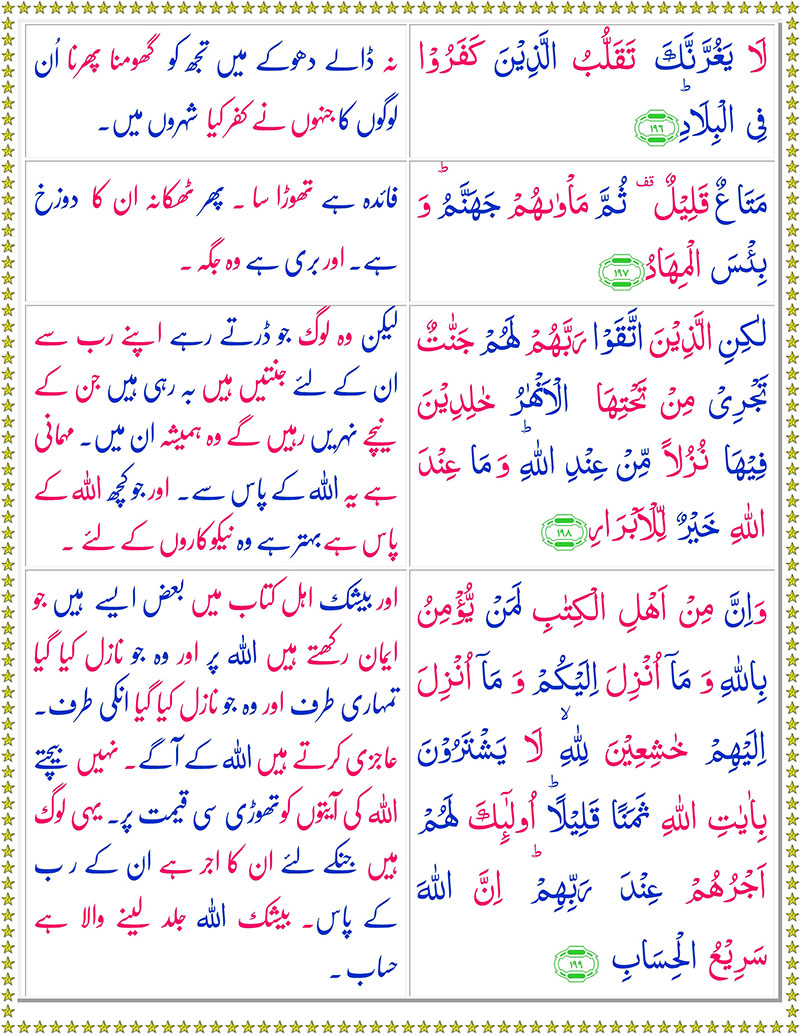 لَا يَغُرَّنَّكَ تَقَلُّبُ الَّذِيْنَ كَفَرُوْا
فِى الْبِلَادِؕ ﴿۱۹۶﴾
نہ ڈالے دھوکے میں تجھ کو گھومنا پھرنا اُن
لوگوں کا جنہوں نے کفر کیا شہروں میں۔
مَتَاعٌ قَلِيْلٌ قف ثُمَّ مَاْوٰٮهُمْ جَهَنَّمُؕ وَ
بِئْسَ الْمِهَادُ ﴿۱۹۷﴾
فائدہ ہے تھوڑا سا ۔ پھر ٹھکانہ ان کا دوزخ
ہے۔ اور بری ہے وہ جگہ ۔
لٰكِنِ الَّذِيْنَ اتَّقَوْا رَبَّهُمْ لَهُمْ جَنّٰتٌ
تَجْرِىْ مِنْ تَحْتِهَا الْاَنْهٰرُ خٰلِدِيْنَ
فِيْهَا نُزُلًا مِّنْ عِنْدِ اللّٰهِؕ وَ مَا عِنْدَ
اللّٰهِ خَيْرٌ لِّلْاَبْرَارِ ﴿۱۹۸﴾
لیکن وہ لوگ جو ڈرتے رہے اپنے رب سے
ان کے لئے جنتیں ہیں بہ رہی ہیں جن کے
نیچے نہریں رہیں گے وہ ہمیشہ ان میں۔ مہمانی
ہے یہ اللہ کے پاس سے۔ اور جو کچھ اللہ کے
پاس ہے بہتر ہے وہ نیکوکاروں کے لئے ۔
وَاِنَّ مِنْ اَهْلِ الْكِتٰبِ لَمَنْ يُّؤْمِنُ
بِاللّٰهِ وَ مَاۤ اُنْزِلَ اِلَيْكُمْ وَ مَاۤ اُنْزِلَ
اِلَيْهِمْ خٰشِعِيْنَ لِلّٰهِۙ لَا يَشْتَرُوْنَ
بِاٰيٰتِ اللّٰهِ ثَمَنًا قَلِيْلًاؕ اُولٰٓٮِٕكَ لَهُمْ
اَجْرُهُمْ عِنْدَ رَبِّهِمْؕ اِنَّ اللّٰهَ
سَرِيْعُ الْحِسَابِ ﴿۱۹۹﴾
اور بیشک اہل کتاب میں بعض ایسے ہیں جو
ایمان رکھتے ہیں اللہ پر اور وہ جو نازل کیا گیا
تمہاری طرف اور وہ جو نازل کیا گیا انکی طرف۔
عاجزی کرتے ہیں اللہ کے آگے۔ نہیں بیچتے
اللہ کی آیتوں کو تھوڑی سی قیمت پر۔ یہی لوگ
ہیں جنکے لئے ان کا اجر ہے ان کے رب
کے پاس۔ بیشک اللہ جلد لینے والا ہے
حساب ۔